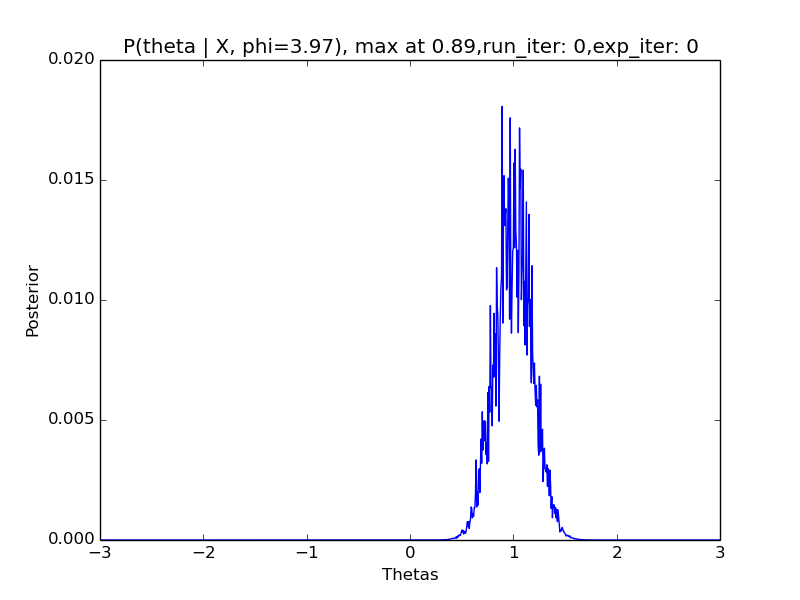 P(theta | X, phi=3.97), max at 0.89,run_iter: 0,exp_iter: 0
0.020
0.015
0.010
0.005
0.000
Posterior
−3 −2 −1 0 1 2 3
Thetas